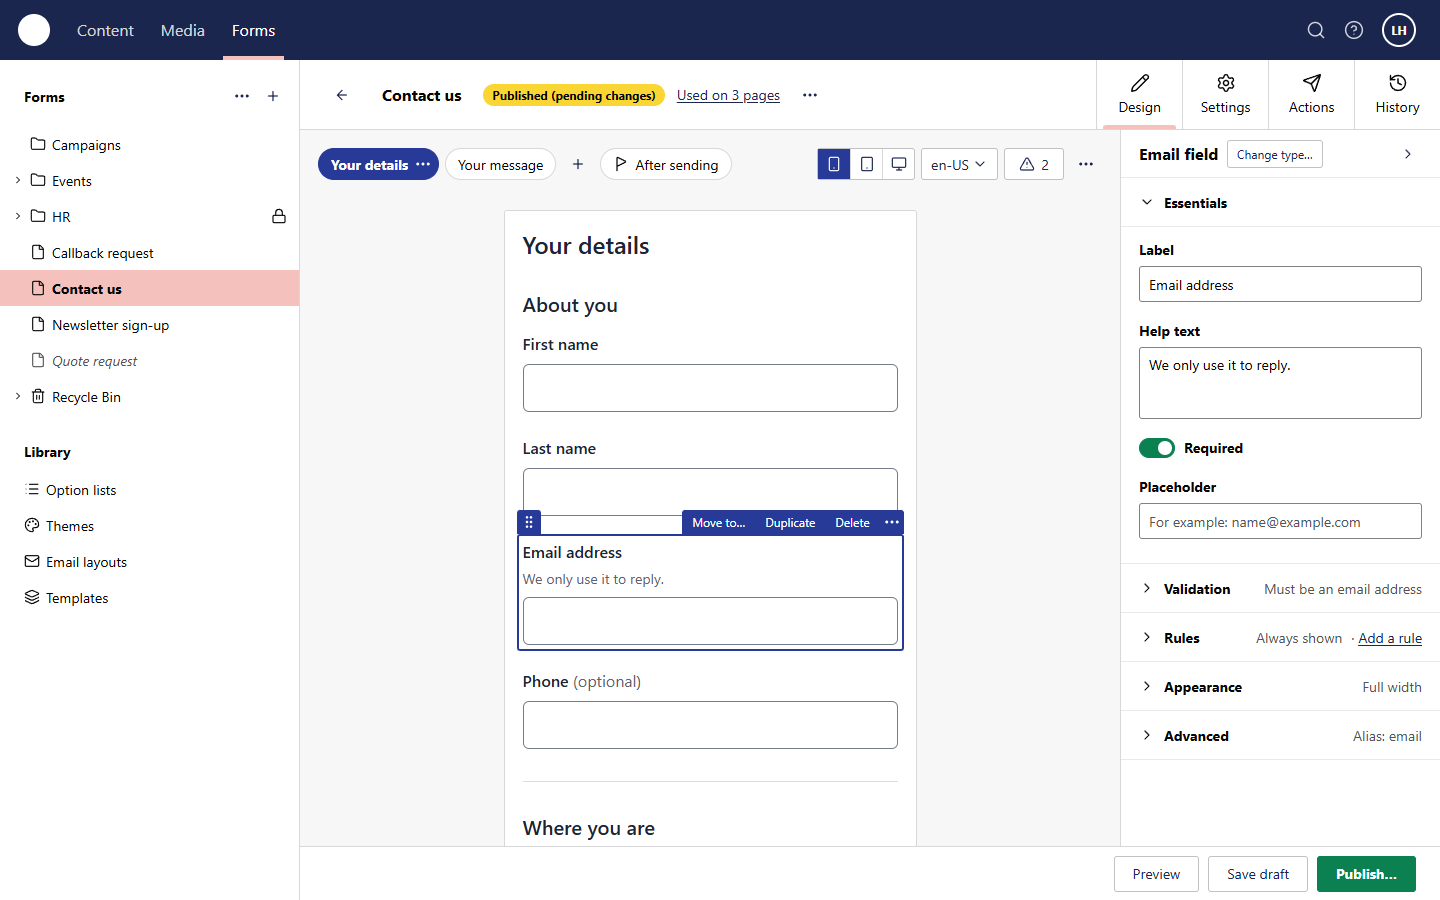 Content
Media
Forms
LH
Forms
Campaigns
Events
HR
Callback request
Contact us
Newsletter sign-up
Quote request
Recycle Bin
Library
Option lists
Themes
Email layouts
Templates
Contact us
Published (pending changes)
Used on 3 pages
Design
Settings
Actions
History
Your details
Your message
After sending
en-US
2
Your details
About you
First name
Last name
Move to...
Duplicate
Delete
Email address
We only use it to reply.
Phone (optional)
Where you are
Email field
Change type...
Essentials
Label
Email address
Help text
We only use it to reply.
Required
Placeholder
For example: name@example.com
Validation
Must be an email address
Rules
Always shown · Add a rule
Appearance
Full width
Advanced
Alias: email
Preview
Save draft
Publish...